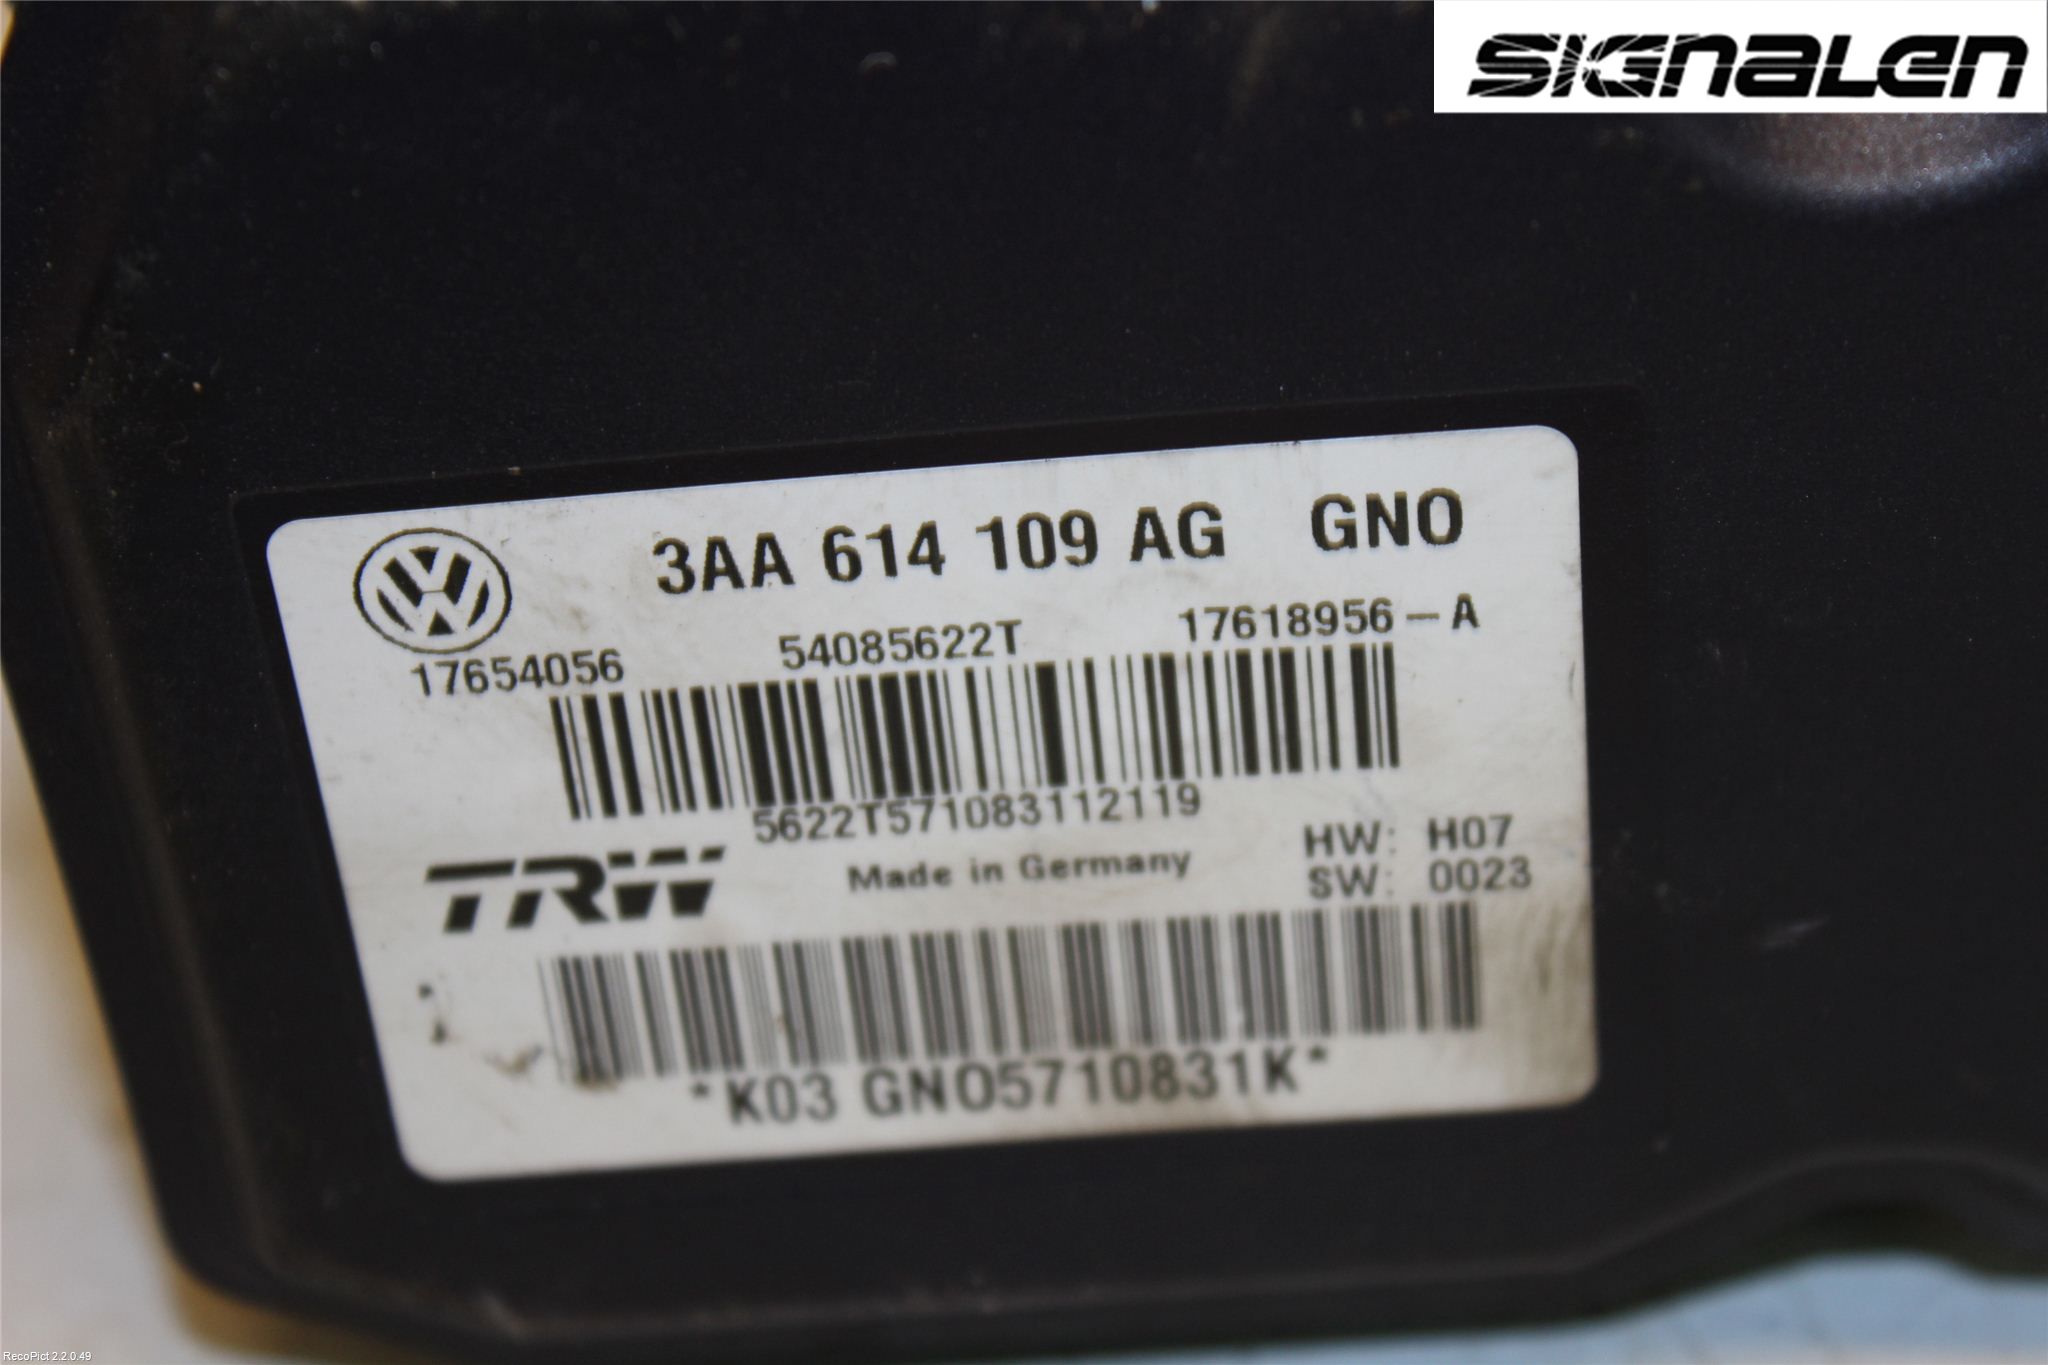 SIGNALEN
3AA 614 109 AG GNO
17654056 54085622T 17618956-A
5622T571083112119
TRW Made in Germany HW: H07
SW: 0023
*K03 GNO5710831K*
RecoPict 2.2.0.49